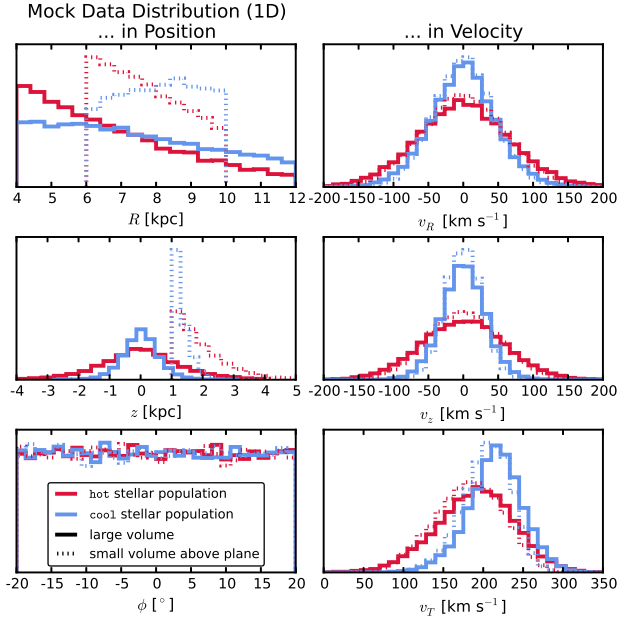 Mock Data Distribution (1D)
... in Position
... in Velocity
4 5 6 7 8 9 10 11 12
R [kpc]
-200 -150 -100 -50 0 50 100 150 200
v_R [km s⁻¹]
-4 -3 -2 -1 0 1 2 3 4 5
z [kpc]
-200 -150 -100 -50 0 50 100 150 200
v_z [km s⁻¹]
hot stellar population
cool stellar population
large volume
small volume above plane
-20 -15 -10 -5 0 5 10 15 20
φ [°]
0 50 100 150 200 250 300 350
v_T [km s⁻¹]